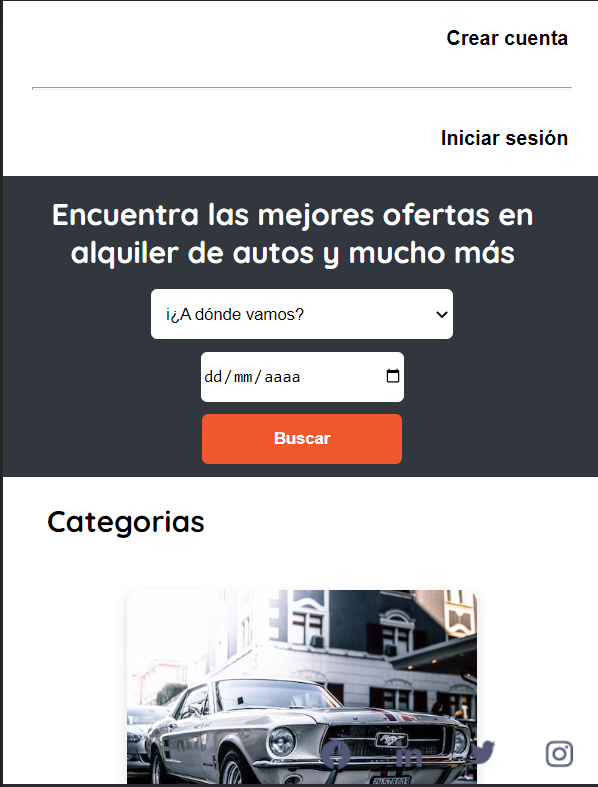 Crear cuenta
Iniciar sesión
Encuentra las mejores ofertas en
alquiler de autos y mucho más
i¿A dónde vamos?
dd/mm/aaaa
Buscar
Categorias